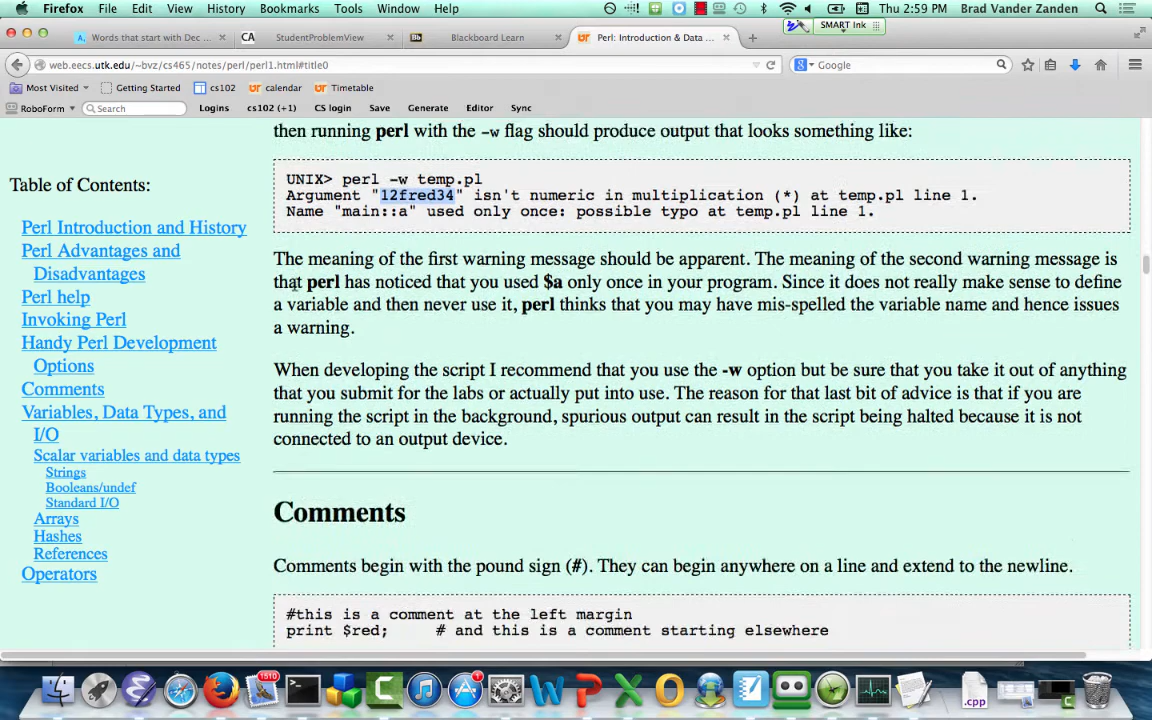 Firefox File Edit View History Bookmarks Tools Window Help Thu 2:59 PM Brad Vander Zanden
SMART Ink
Words that start with Dec ... StudentProblemView Blackboard Learn Perl: Introduction & Data ...
web.eecs.utk.edu/~bvz/cs465/notes/perl/perl1.html#title0 Google
Most Visited Getting Started cs102 calendar Timetable
RoboForm Search Logins cs102 (+1) CS login Save Generate Editor Sync
then running perl with the -w flag should produce output that looks something like:
UNIX> perl -w temp.pl
Argument "12fred34" isn't numeric in multiplication (*) at temp.pl line 1.
Name "main::a" used only once: possible typo at temp.pl line 1.
The meaning of the first warning message should be apparent. The meaning of the second warning message is
that perl has noticed that you used $a only once in your program. Since it does not really make sense to define
a variable and then never use it, perl thinks that you may have mis-spelled the variable name and hence issues
a warning.
When developing the script I recommend that you use the -w option but be sure that you take it out of anything
that you submit for the labs or actually put into use. The reason for that last bit of advice is that if you are
running the script in the background, spurious output can result in the script being halted because it is not
connected to an output device.
Comments
Comments begin with the pound sign (#). They can begin anywhere on a line and extend to the newline.
#this is a comment at the left margin
print $red; # and this is a comment starting elsewhere
Table of Contents:
Perl Introduction and History
Perl Advantages and
Disadvantages
Perl help
Invoking Perl
Handy Perl Development
Options
Comments
Variables, Data Types, and
I/O
Scalar variables and data types
Strings
Booleans/undef
Standard I/O
Arrays
Hashes
References
Operators
1510
.cpp